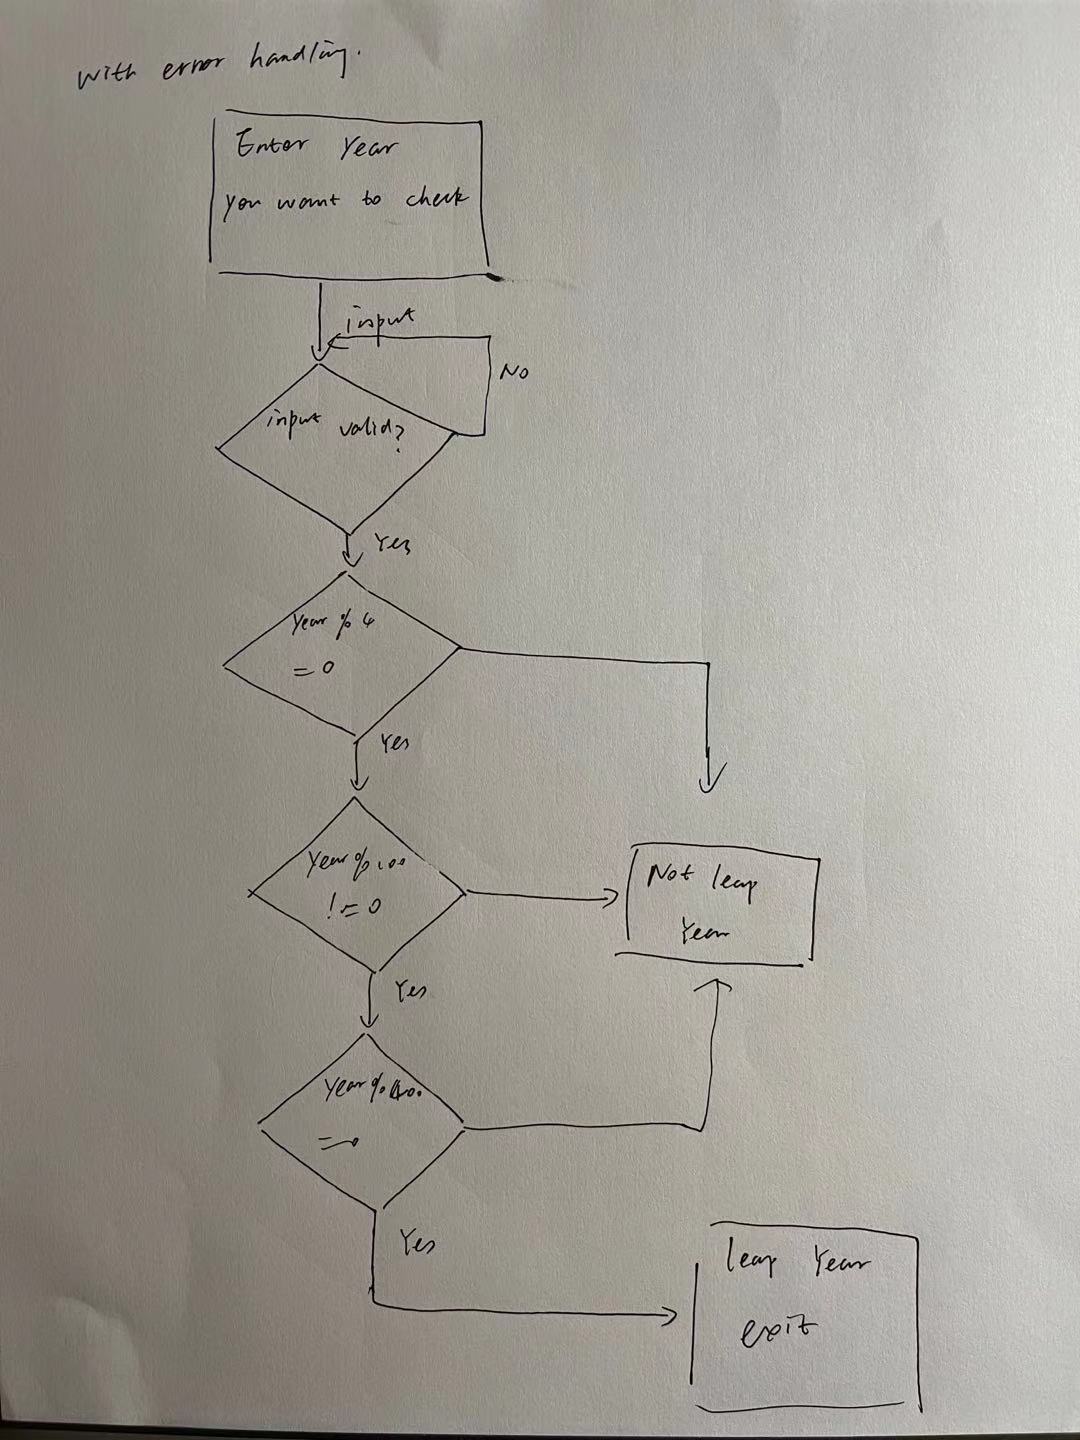 With error handling.
Enter Year
you want to check
input
No
input valid?
Yes
Year % 4
= 0
Yes
Year % 100
!= 0
Not leap
Year
Yes
Year % 400
= 0
Yes
leap Year
exit